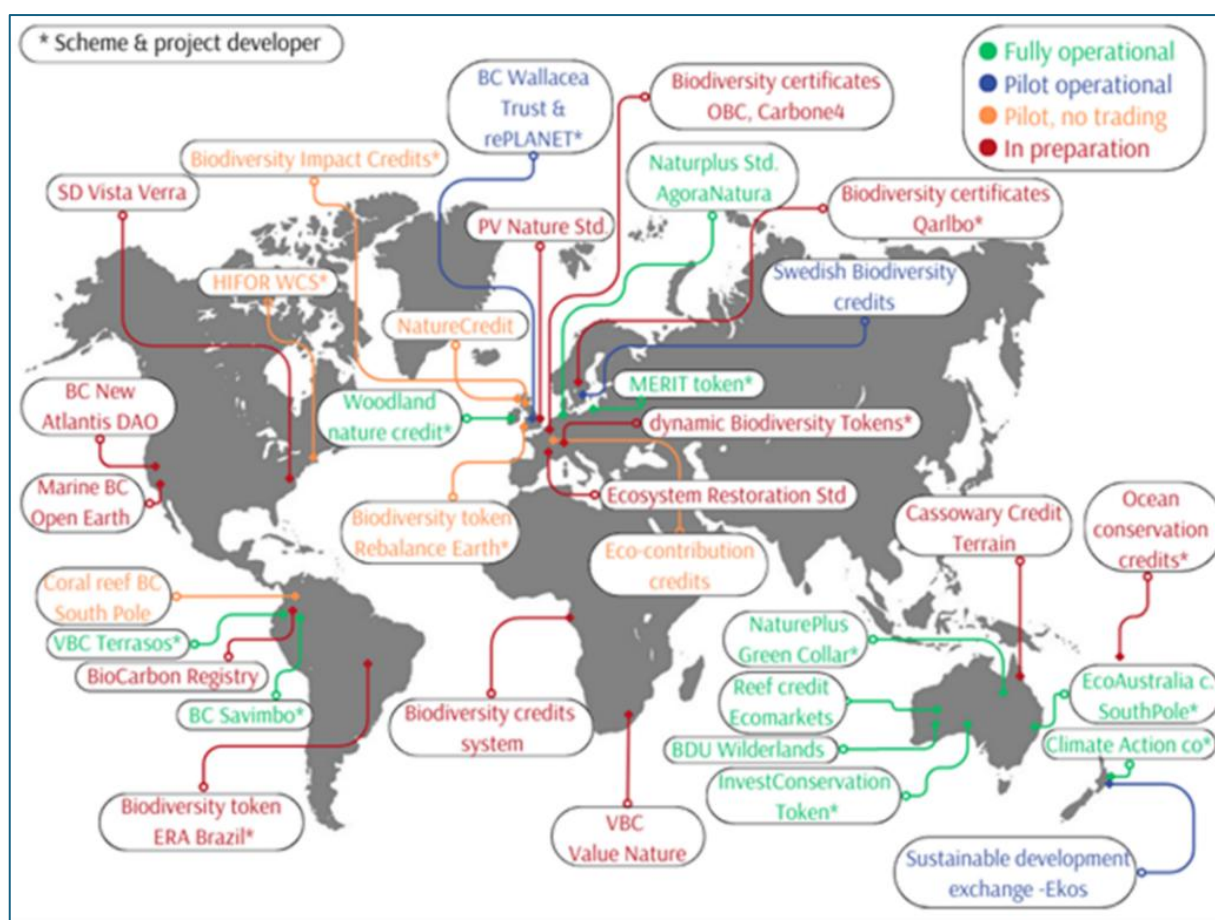 * Scheme & project developer
Fully operational
Pilot operational
Pilot, no trading
In preparation
BC Wallacea
Trust &
rePLANET*
Biodiversity certificates
OBC, Carbone4
Biodiversity Impact Credits*
Naturplus Std.
AgoraNatura
SD Vista Verra
PV Nature Std.
Biodiversity certificates
Qarlbo*
HIFOR WCS*
Swedish Biodiversity
credits
NatureCredit
BC New
Atlantis DAO
Woodland
nature credit*
MERIT token*
dynamic Biodiversity Tokens*
Marine BC
Open Earth
Ecosystem Restoration Std
Biodiversity token
Rebalance Earth*
Eco-contribution
credits
Cassowary Credit
Terrain
Ocean
conservation
credits*
Coral reef BC
South Pole
VBC Terrasos*
BioCarbon Registry
BC Savimbo*
Biodiversity credits
system
NaturePlus
Green Collar*
Reef credit
Ecomarkets
EcoAustralia c.
SouthPole*
BDU Wilderlands
Climate Action co*
InvestConservation
Token*
Biodiversity token
ERA Brazil*
VBC
Value Nature
Sustainable development
exchange -Ekos